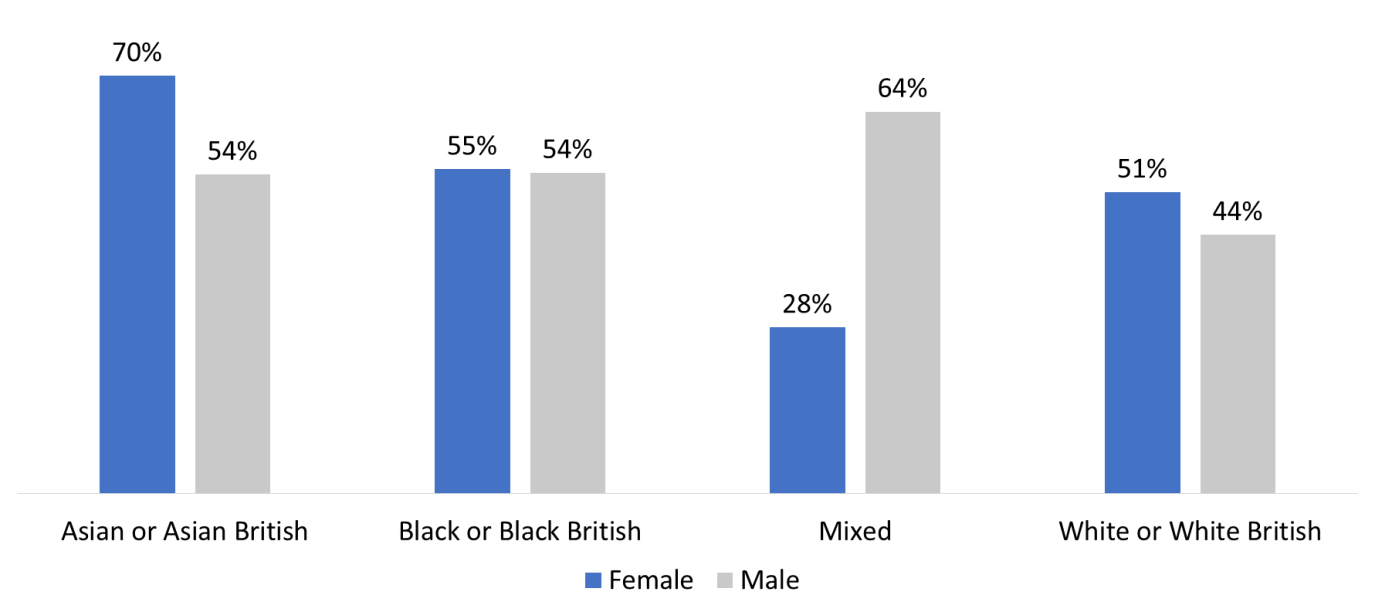 70%
54%
55%
54%
28%
64%
51%
44%
Asian or Asian British
Black or Black British
Mixed
White or White British
Female
Male